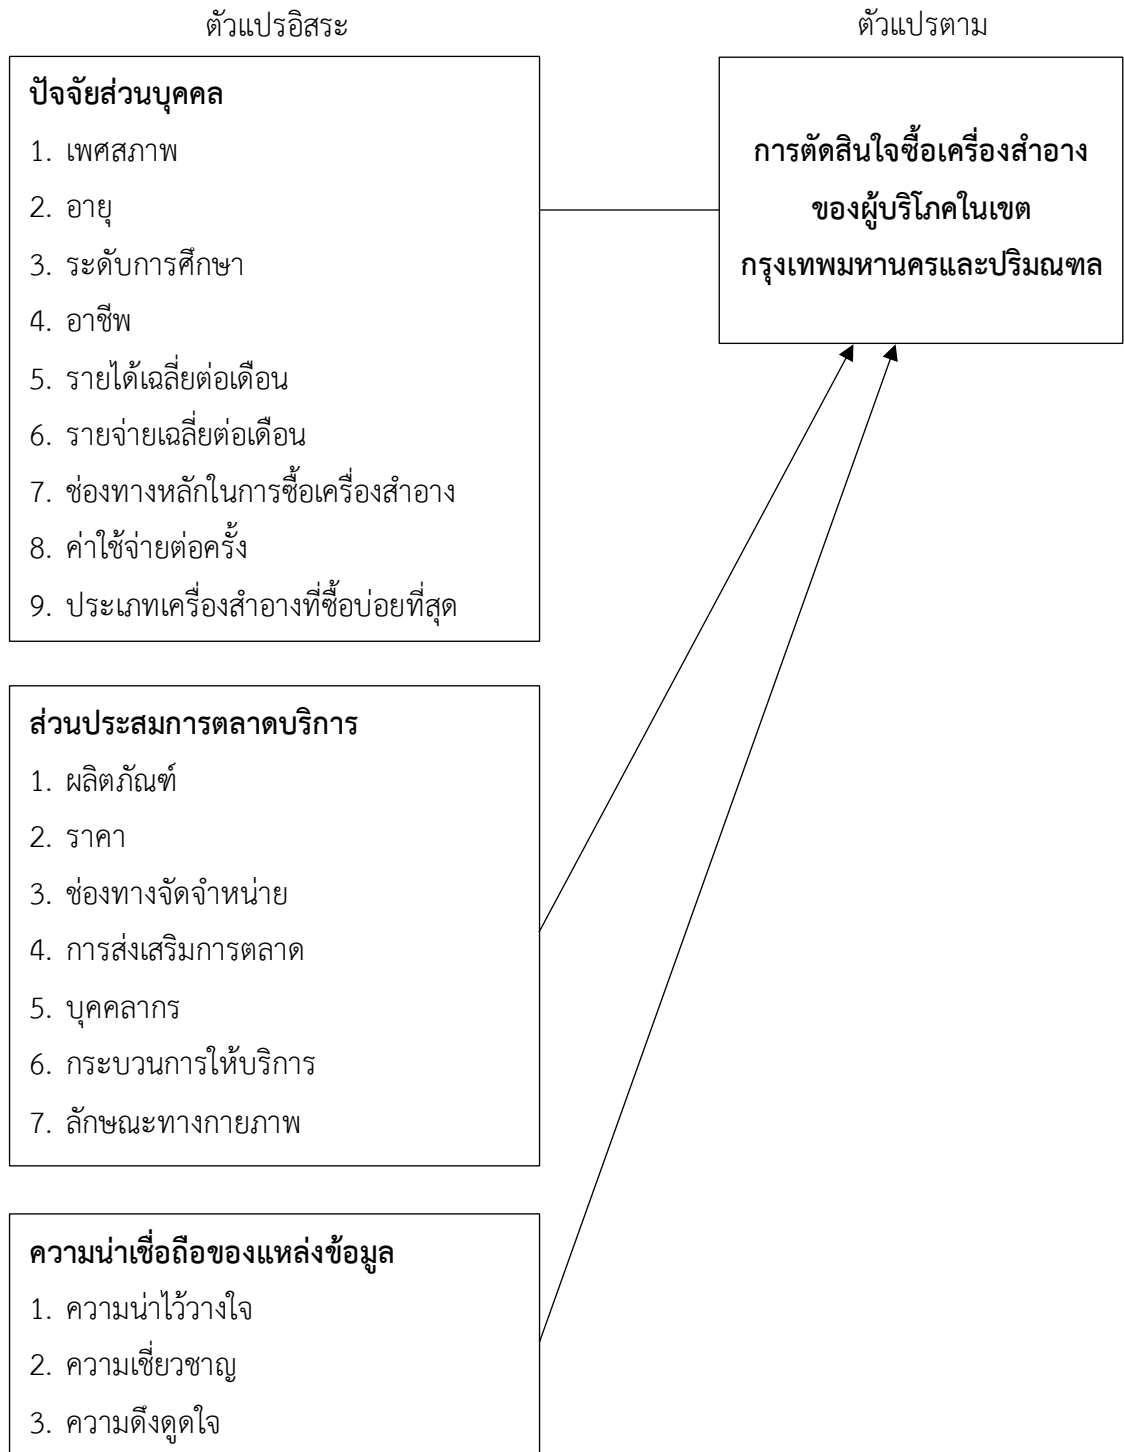 ตัวแปรอิสระ
ตัวแปรตาม
ปัจจัยส่วนบุคคล
1. เพศสภาพ
2. อายุ
3. ระดับการศึกษา
4. อาชีพ
5. รายได้เฉลี่ยต่อเดือน
6. รายจ่ายเฉลี่ยต่อเดือน
7. ช่องทางหลักในการซื้อเครื่องสำอาง
8. ค่าใช้จ่ายต่อครั้ง
9. ประเภทเครื่องสำอางที่ซื้อบ่อยที่สุด
การตัดสินใจซื้อเครื่องสำอาง
ของผู้บริโภคในเขต
กรุงเทพมหานครและปริมณฑล
ส่วนประสมการตลาดบริการ
1. ผลิตภัณฑ์
2. ราคา
3. ช่องทางจัดจำหน่าย
4. การส่งเสริมการตลาด
5. บุคคลากร
6. กระบวนการให้บริการ
7. ลักษณะทางกายภาพ
ความน่าเชื่อถือของแหล่งข้อมูล
1. ความน่าไว้วางใจ
2. ความเชี่ยวชาญ
3. ความดึงดูดใจ